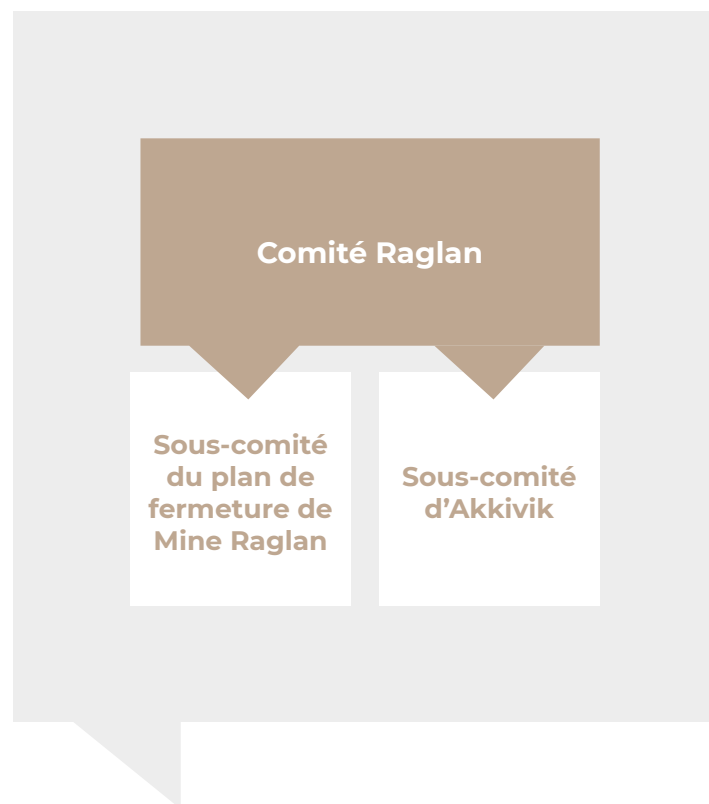 Comité Raglan
Sous-comité
du plan de
fermeture de
Mine Raglan
Sous-comité
d’Akkivik